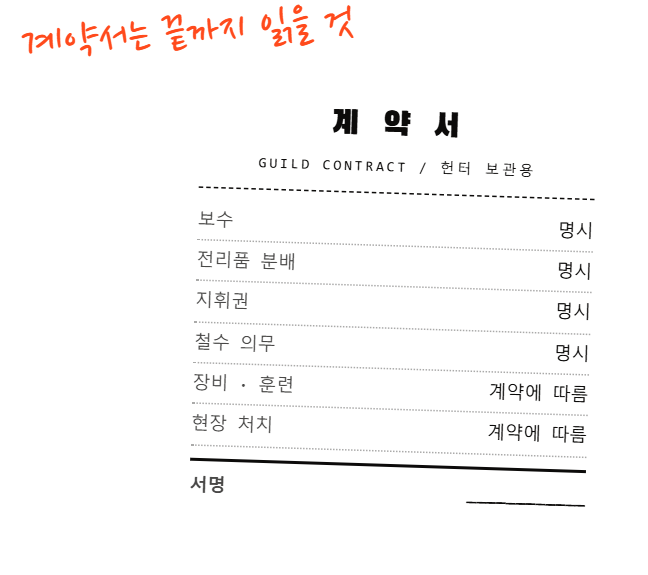 계약서는 끝까지 읽을 것
계 약 서
GUILD CONTRACT / 헌터 보관용
보수 명시
전리품 분배 명시
지휘권 명시
철수 의무 명시
장비 · 훈련 계약에 따름
현장 처치 계약에 따름
서명